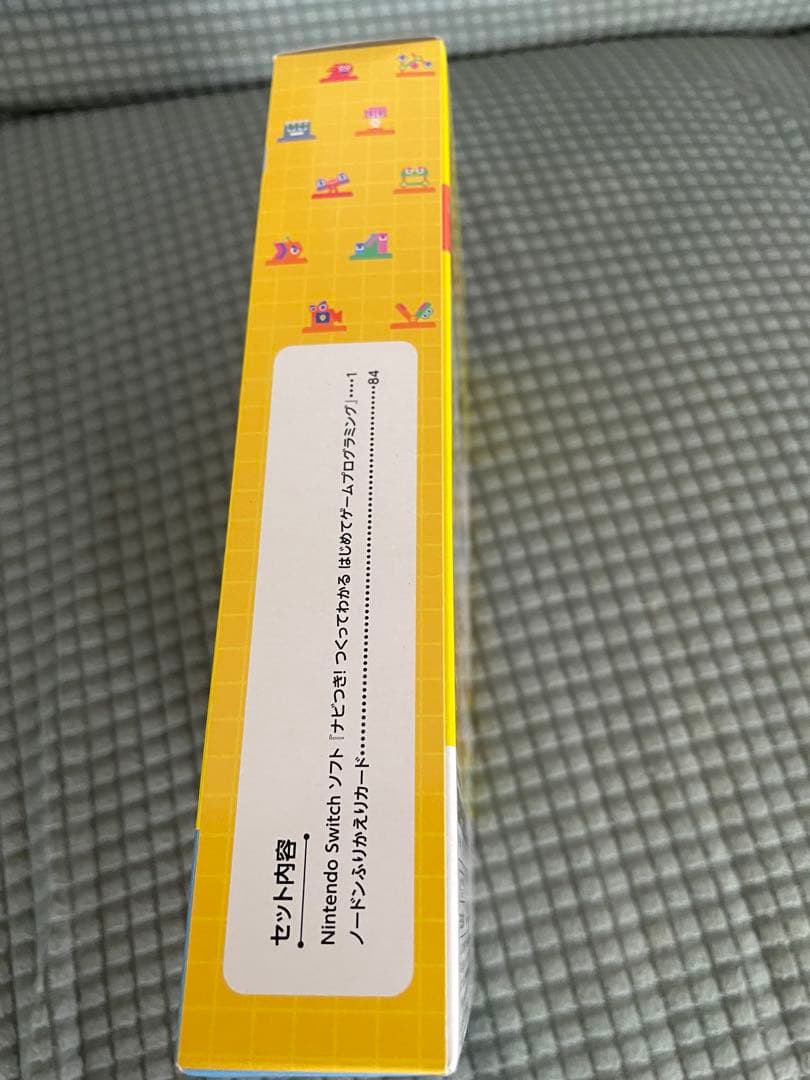 セット内容
Nintendo Switch ソフト『ナビつき! つくってわかる はじめてゲームプログラミング』‥‥1
ノードンふりかえりカード‥‥‥‥‥‥‥‥‥‥‥‥‥‥‥‥‥‥‥‥‥‥‥‥84